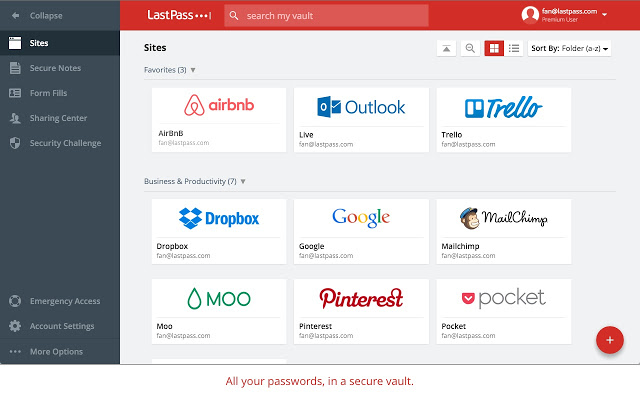 Collapse
Sites
Secure Notes
Form Fills
Sharing Center
Security Challenge
Emergency Access
Account Settings
More Options
LastPass
search my vault
fan@lastpass.com
Premium User
Sites
Sort By: Folder (a-z)
Favorites (3)
airbnb
AirBnB
fan@lastpass.com
Outlook
Live
fan@lastpass.com
Trello
Trello
fan@lastpass.com
Business & Productivity (7)
Dropbox
Dropbox
fan@lastpass.com
Google
Google
fan@lastpass.com
MailChimp
Mailchimp
fan@lastpass.com
MOO
Moo
fan@lastpass.com
Pinterest
Pinterest
fan@lastpass.com
pocket
Pocket
fan@lastpass.com
All your passwords, in a secure vault.